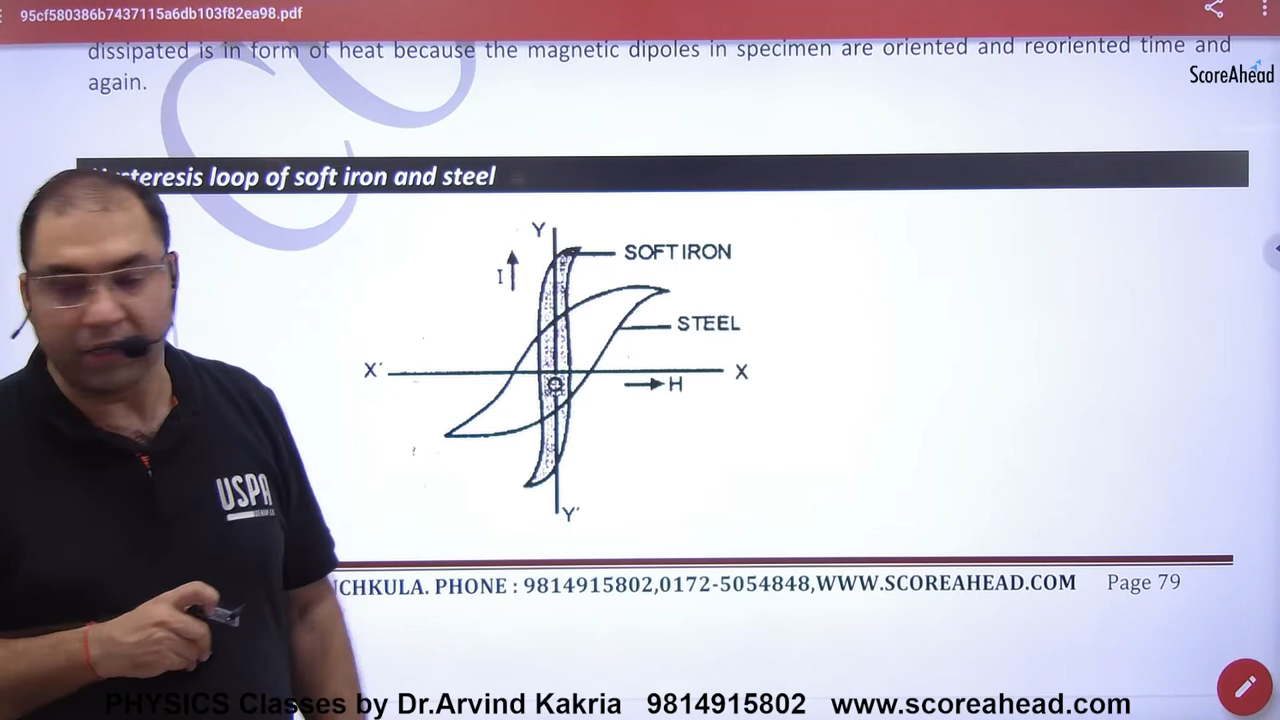 95cf580386b7437115a6db103f82ea98.pdf
dissipated is in form of heat because the magnetic dipoles in specimen are oriented and reoriented time and
again.
ScoreAhead
Hysteresis loop of soft iron and steel
Y
SOFT IRON
I
STEEL
X'
X
O
H
Y'
USPA
CHKULA. PHONE : 9814915802,0172-5054848,WWW.SCOREAHEAD.COM Page 79
PHYSICS Classes by Dr.Arvind Kakria 9814915802 www.scoreahead.com